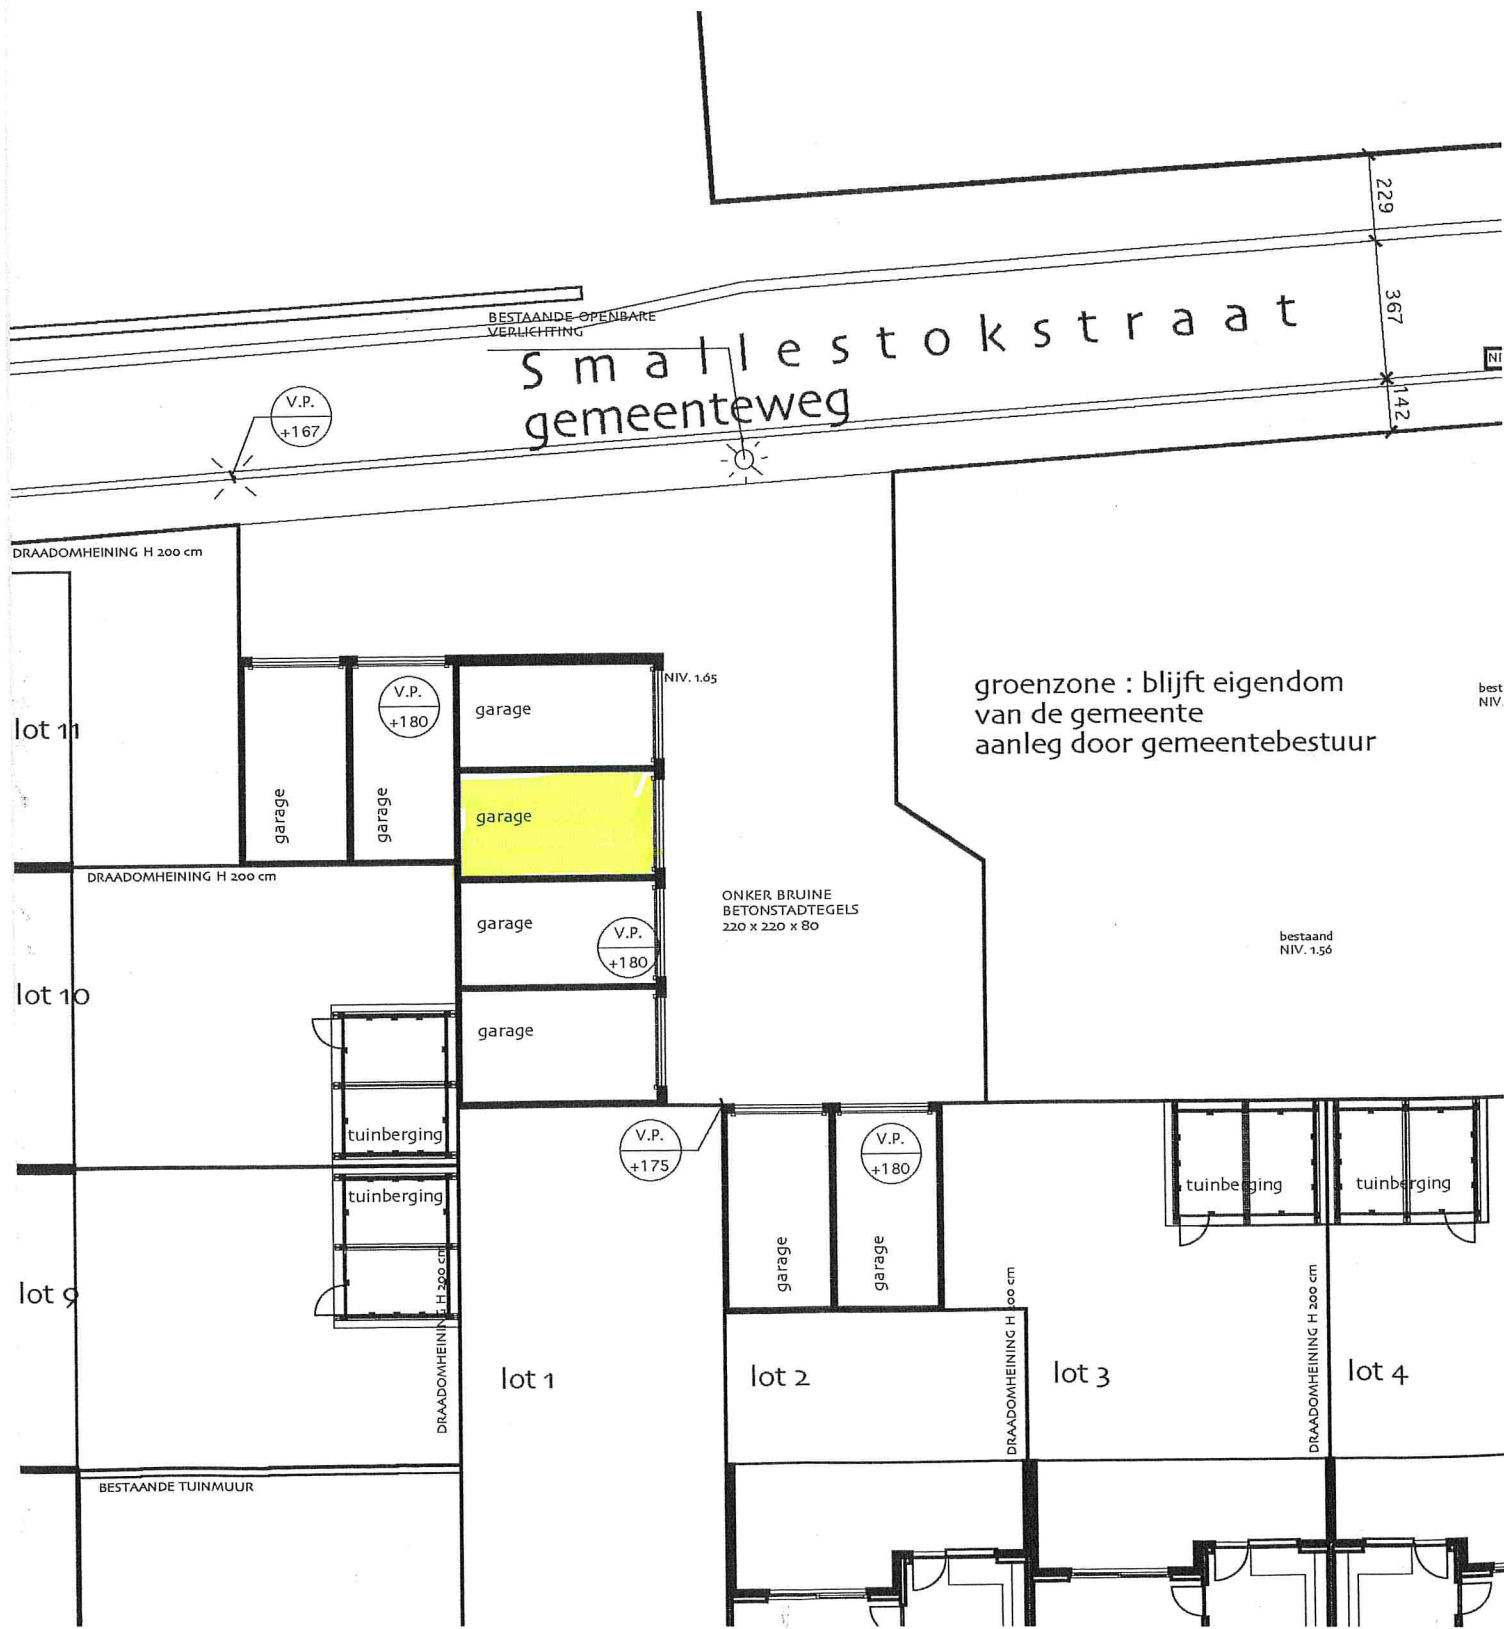 229
BESTAANDE OPENBARE
VERLICHTING
367
Smallestokstraat
NI
gemeenteweg
142
V.P.
+167
DRAADOMHEINING H 200 cm
NIV. 1.65
groenzone : blijft eigendom
van de gemeente
aanleg door gemeentebestuur
best
NIV.
V.P.
+180
garage
lot 11
garage
garage
garage
DRAADOMHEINING H 200 cm
ONKER BRUINE
BETONSTADTEGELS
220 x 220 x 80
garage
V.P.
+180
bestaand
NIV. 1.56
lot 10
garage
tuinberging
V.P.
+175
V.P.
+180
tuinberging
tuinberging
tuinberging
garage
garage
lot 9
DRAADOMHEINING H 200 cm
DRAADOMHEINING H 200 cm
DRAADOMHEINING H 200 cm
lot 1
lot 2
lot 3
lot 4
BESTAANDE TUINMUUR